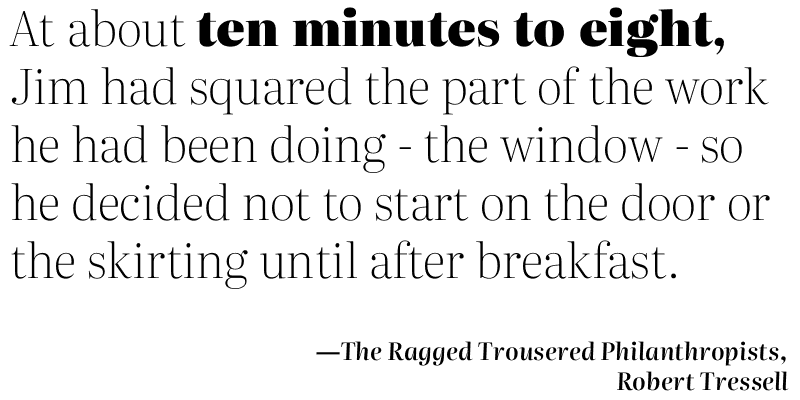 At about ten minutes to eight,
Jim had squared the part of the work
he had been doing - the window - so
he decided not to start on the door or
the skirting until after breakfast.
—The Ragged Trousered Philanthropists,
Robert Tressell